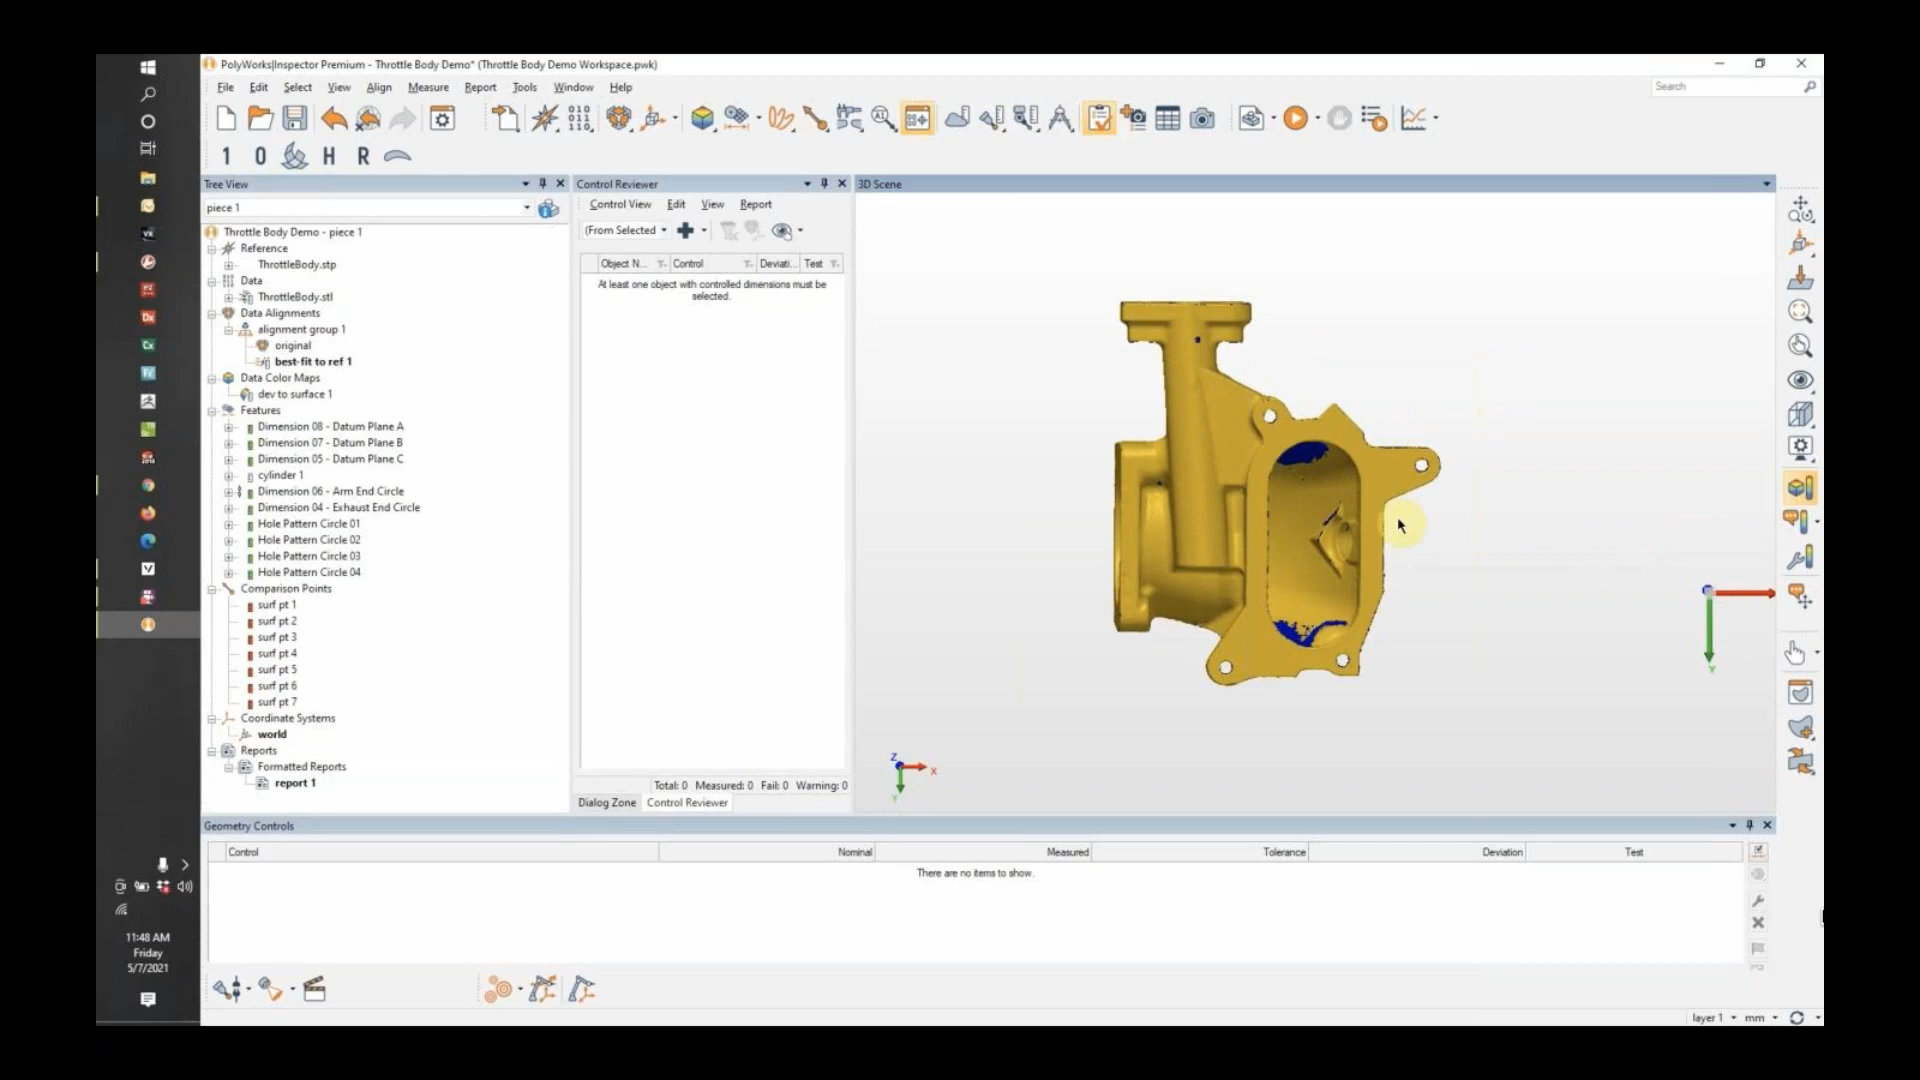 PolyWorks|Inspector Premium - Throttle Body Demo* (Throttle Body Demo Workspace.pwk)
File Edit Select View Align Measure Report Tools Window Help
Search
1 0 H R
Tree View
Control Reviewer
3D Scene
piece 1
Control View Edit View Report
Throttle Body Demo - piece 1
(From Selected
Reference
ThrottleBody.stp
Object N... Control Deviati... Test
Data
At least one object with controlled dimensions must be
selected.
ThrottleBody.stl
Data Alignments
alignment group 1
original
best-fit to ref 1
Data Color Maps
dev to surface 1
Features
Dimension 08 - Datum Plane A
Dimension 07 - Datum Plane B
Dimension 05 - Datum Plane C
cylinder 1
Dimension 06 - Arm End Circle
Dimension 04 - Exhaust End Circle
Hole Pattern Circle 01
Hole Pattern Circle 02
Hole Pattern Circle 03
Hole Pattern Circle 04
Comparison Points
surf pt 1
surf pt 2
surf pt 3
surf pt 4
surf pt 5
surf pt 6
surf pt 7
Coordinate Systems
world
Reports
Formatted Reports
report 1
Z
X
Y
Y
Total: 0 Measured: 0 Fail: 0 Warning: 0
Dialog Zone Control Reviewer
Geometry Controls
Control Nominal Measured Tolerance Deviation Test
There are no items to show.
11:48 AM
Friday
5/7/2021
layer 1 mm